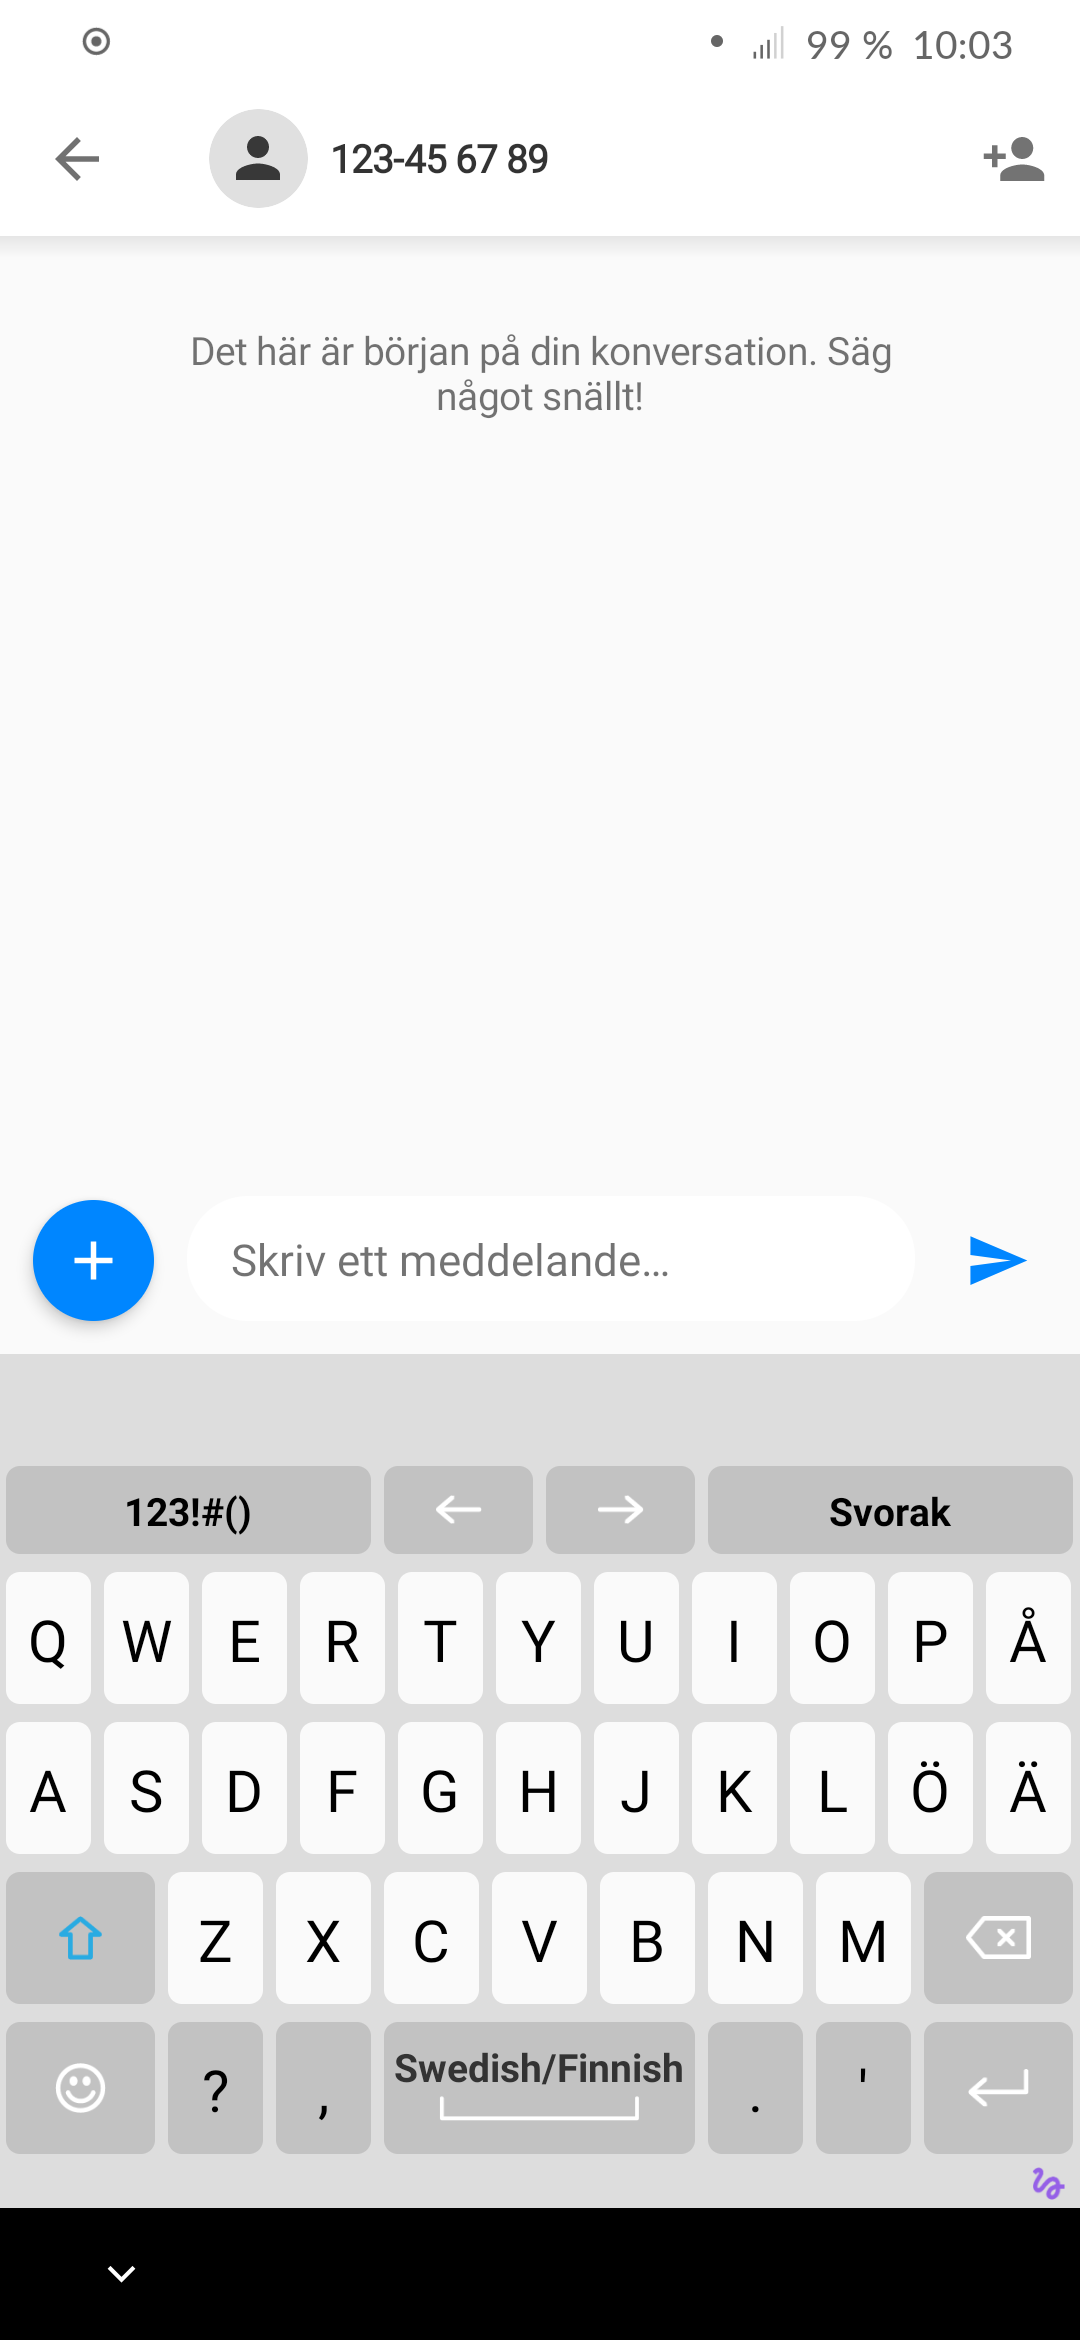 99 % 10:03
123-45 67 89
Det här är början på din konversation. Säg
något snällt!
Skriv ett meddelande…
123!#() Svorak
Q W E R T Y U I O P Å
A S D F G H J K L Ö Ä
Z X C V B N M
? , Swedish/Finnish . '